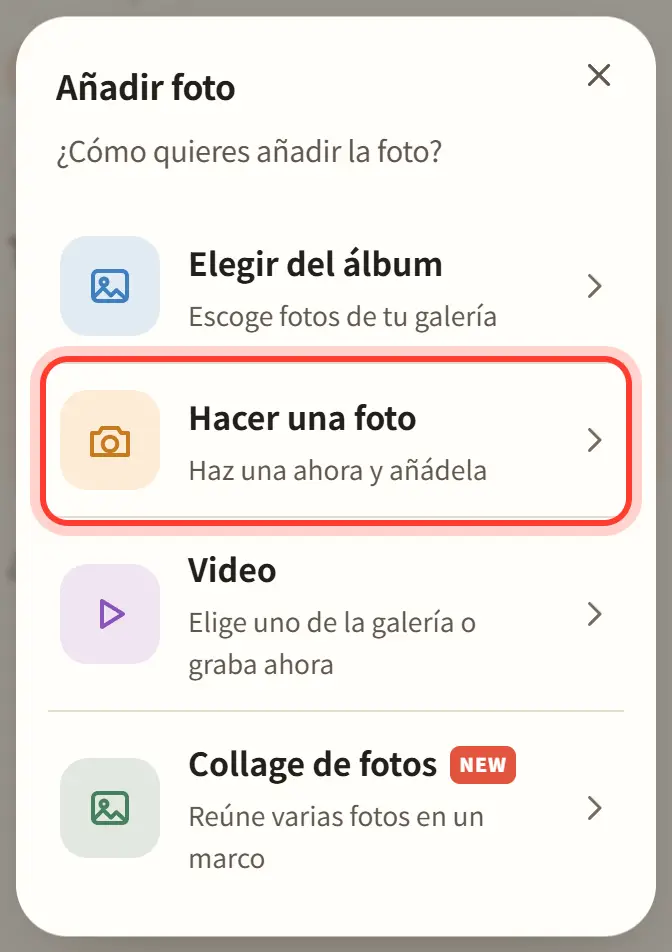 Añadir foto
¿Cómo quieres añadir la foto?
Elegir del álbum
Escoge fotos de tu galería
Hacer una foto
Haz una ahora y añádela
Video
Elige uno de la galería o
graba ahora
Collage de fotos NEW
Reúne varias fotos en un
marco